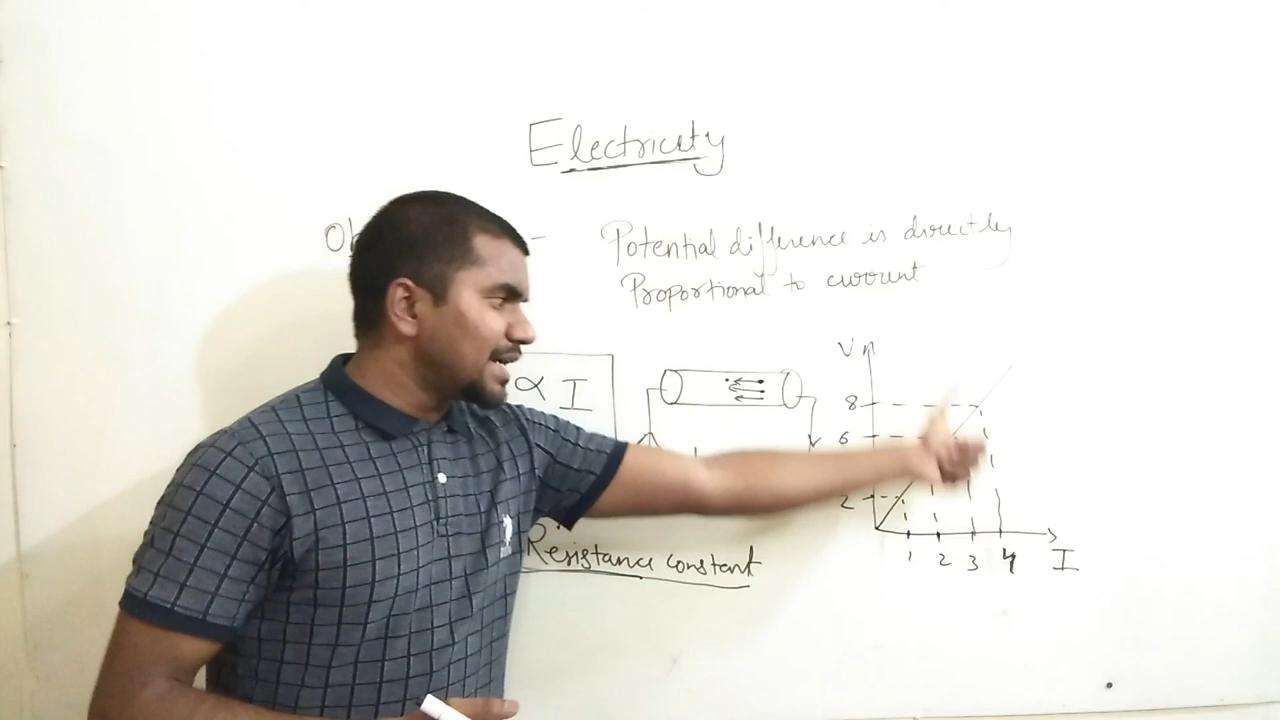 Electricity
Potential difference is directly
Proportional to current
∝ I
V
8
6
2
1 2 3 4
I
Resistance constant